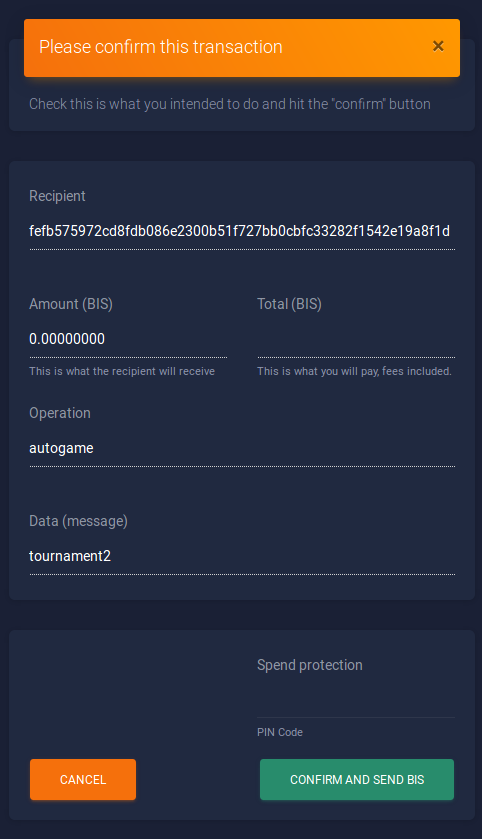 Please confirm this transaction ×
Check this is what you intended to do and hit the "confirm" button
Recipient
fefb575972cd8fdb086e2300b51f727bb0cbfc33282f1542e19a8f1d
Amount (BIS) Total (BIS)
0.00000000
This is what the recipient will receive This is what you will pay, fees included.
Operation
autogame
Data (message)
tournament2
Spend protection
PIN Code
CANCEL CONFIRM AND SEND BIS